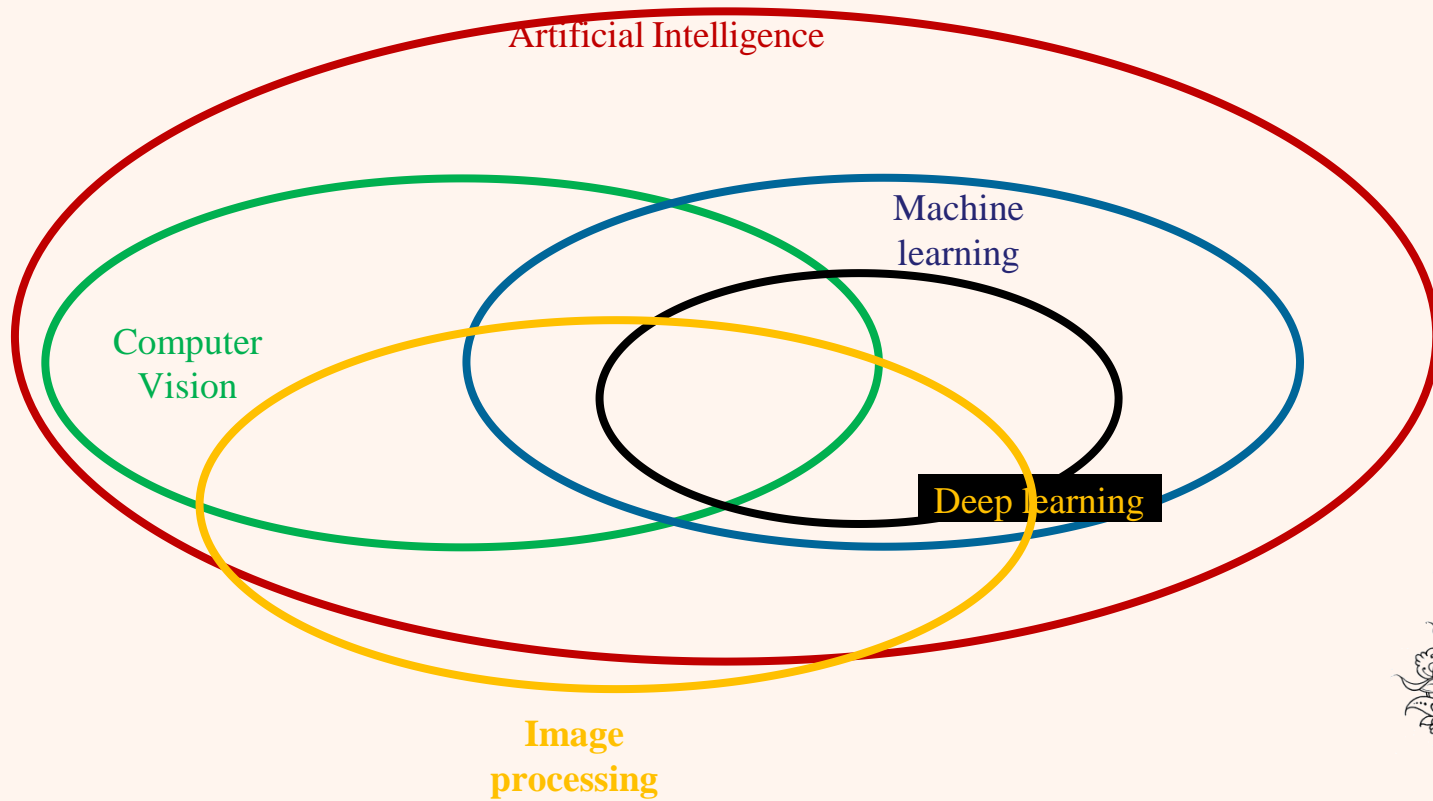 Artificial Intelligence
Machine
learning
Computer
Vision
Deep learning
Image
processing